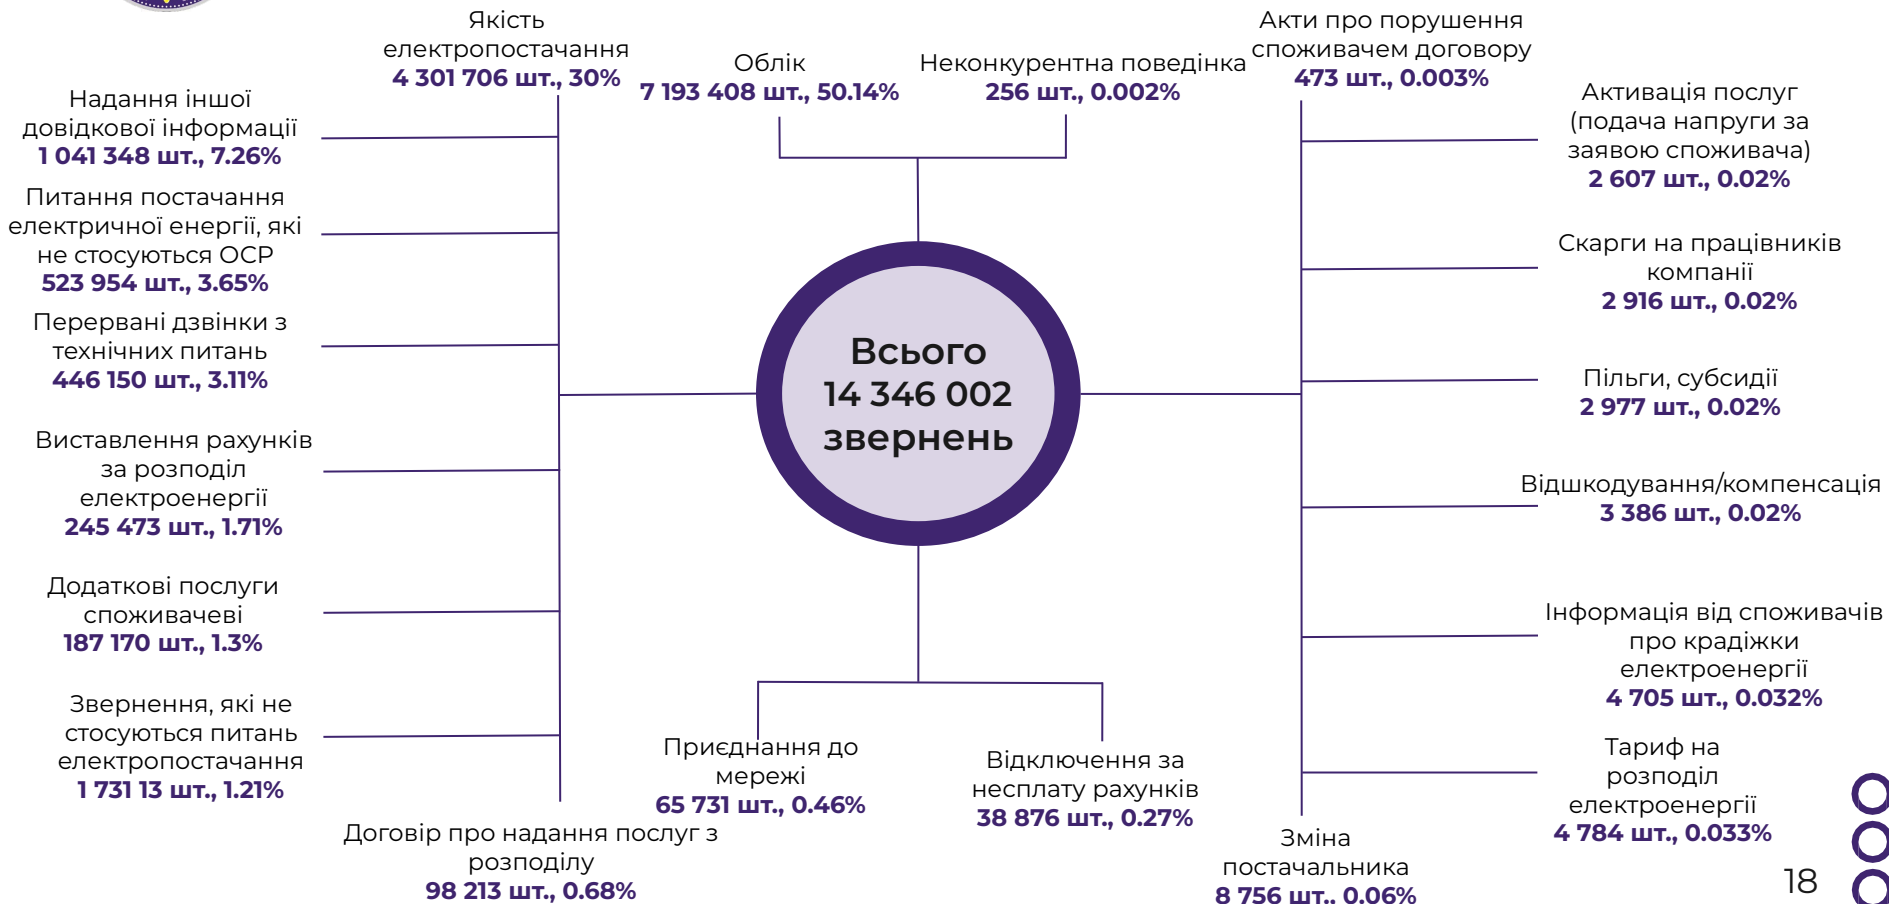 Якість
електропостачання
4 301 706 шт., 30%
Облік
7 193 408 шт., 50.14%
Неконкурентна поведінка
256 шт., 0.002%
Акти про порушення
споживачем договору
473 шт., 0.003%
Надання іншої
довідкової інформації
1 041 348 шт., 7.26%
Питання постачання
електричної енергії, які
не стосуються ОСР
523 954 шт., 3.65%
Перервані дзвінки з
технічних питань
446 150 шт., 3.11%
Виставлення рахунків
за розподіл
електроенергії
245 473 шт., 1.71%
Додаткові послуги
споживачеві
187 170 шт., 1.3%
Звернення, які не
стосуються питань
електропостачання
1 731 13 шт., 1.21%
Договір про надання послуг з
розподілу
98 213 шт., 0.68%
Всього
14 346 002
звернень
Приєднання до
мережі
65 731 шт., 0.46%
Відключення за
несплату рахунків
38 876 шт., 0.27%
Активація послуг
(подача напруги за
заявою споживача)
2 607 шт., 0.02%
Скарги на працівників
компанії
2 916 шт., 0.02%
Пільги, субсидії
2 977 шт., 0.02%
Відшкодування/компенсація
3 386 шт., 0.02%
Інформація від споживачів
про крадіжки
електроенергії
4 705 шт., 0.032%
Тариф на
розподіл
електроенергії
4 784 шт., 0.033%
Зміна
постачальника
8 756 шт., 0.06%
18